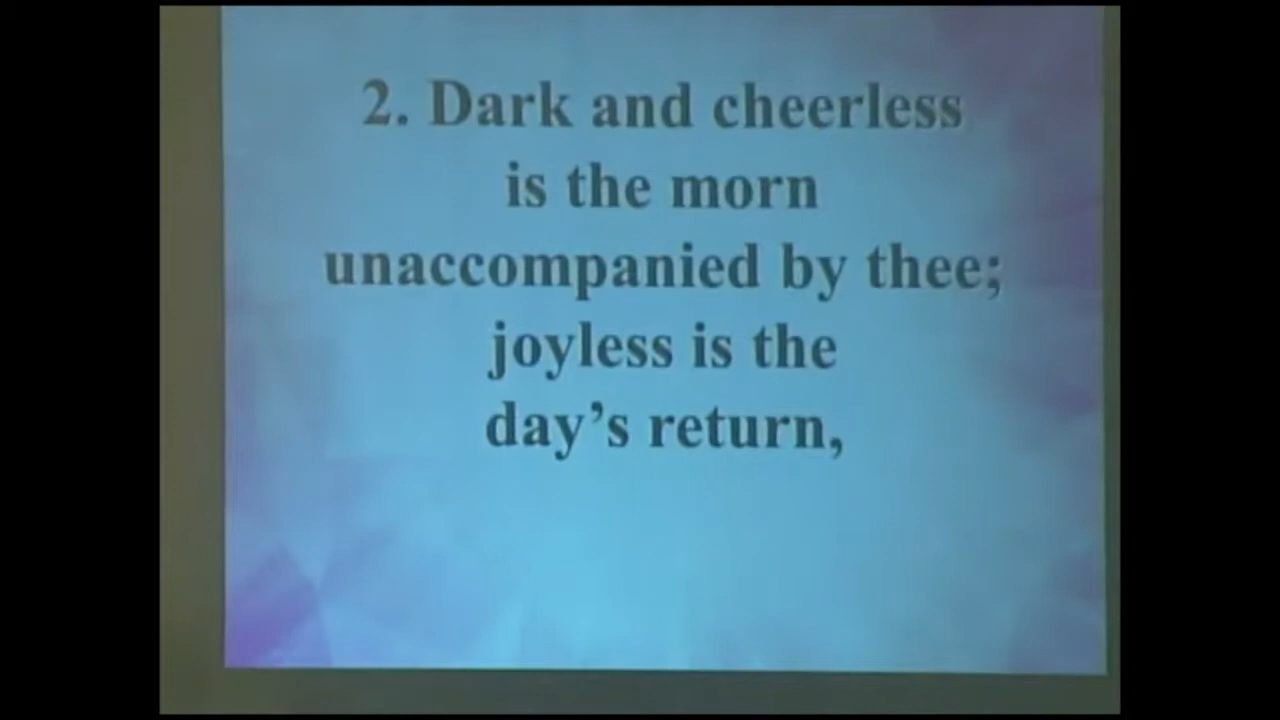 2. Dark and cheerless
is the morn
unaccompanied by thee;
joyless is the
day’s return,